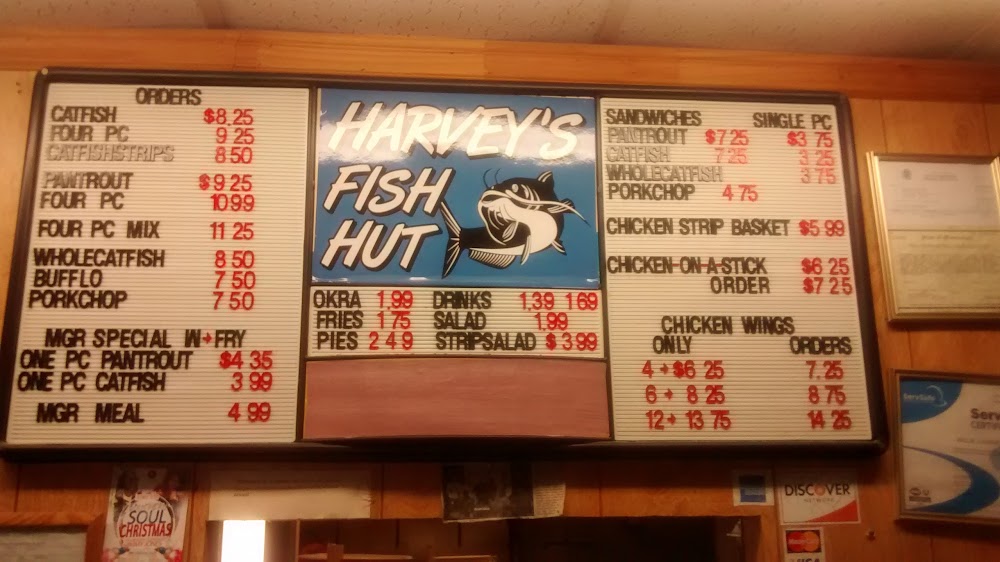 ORDERS
CATFISH $8.25
FOUR PC 9 25
CATFISHSTRIPS 8 50
PANTROUT $9 25
FOUR PC 10 99
FOUR PC MIX 11 25
WHOLECATFISH 8 50
BUFFLO 7 50
PORKCHOP 7 50
MGR SPECIAL W→FRY
ONE PC PANTROUT $4 35
ONE PC CATFISH 3 99
MGR MEAL 4 99
HARVEY'S
FISH
HUT
OKRA 1.99 DRINKS 1.39 1.69
FRIES 1 75 SALAD 1.99
PIES 2 49 STRIPSALAD $3 99
SANDWICHES SINGLE PC
PANTROUT $7 25 $3 75
CATFISH 7 25 3 25
WHOLECATFISH 3 75
PORKCHOP 4 75
CHICKEN STRIP BASKET $5 99
CHICKEN-ON-A-STICK $6 25
ORDER $7 25
CHICKEN WINGS
ONLY ORDERS
4→$6 25 7.25
6→8 25 8 75
12→13 75 14 25
ServSafe
SOUL
CHRISTMAS
DISCOVER
NETWORK
MasterCard
VISA